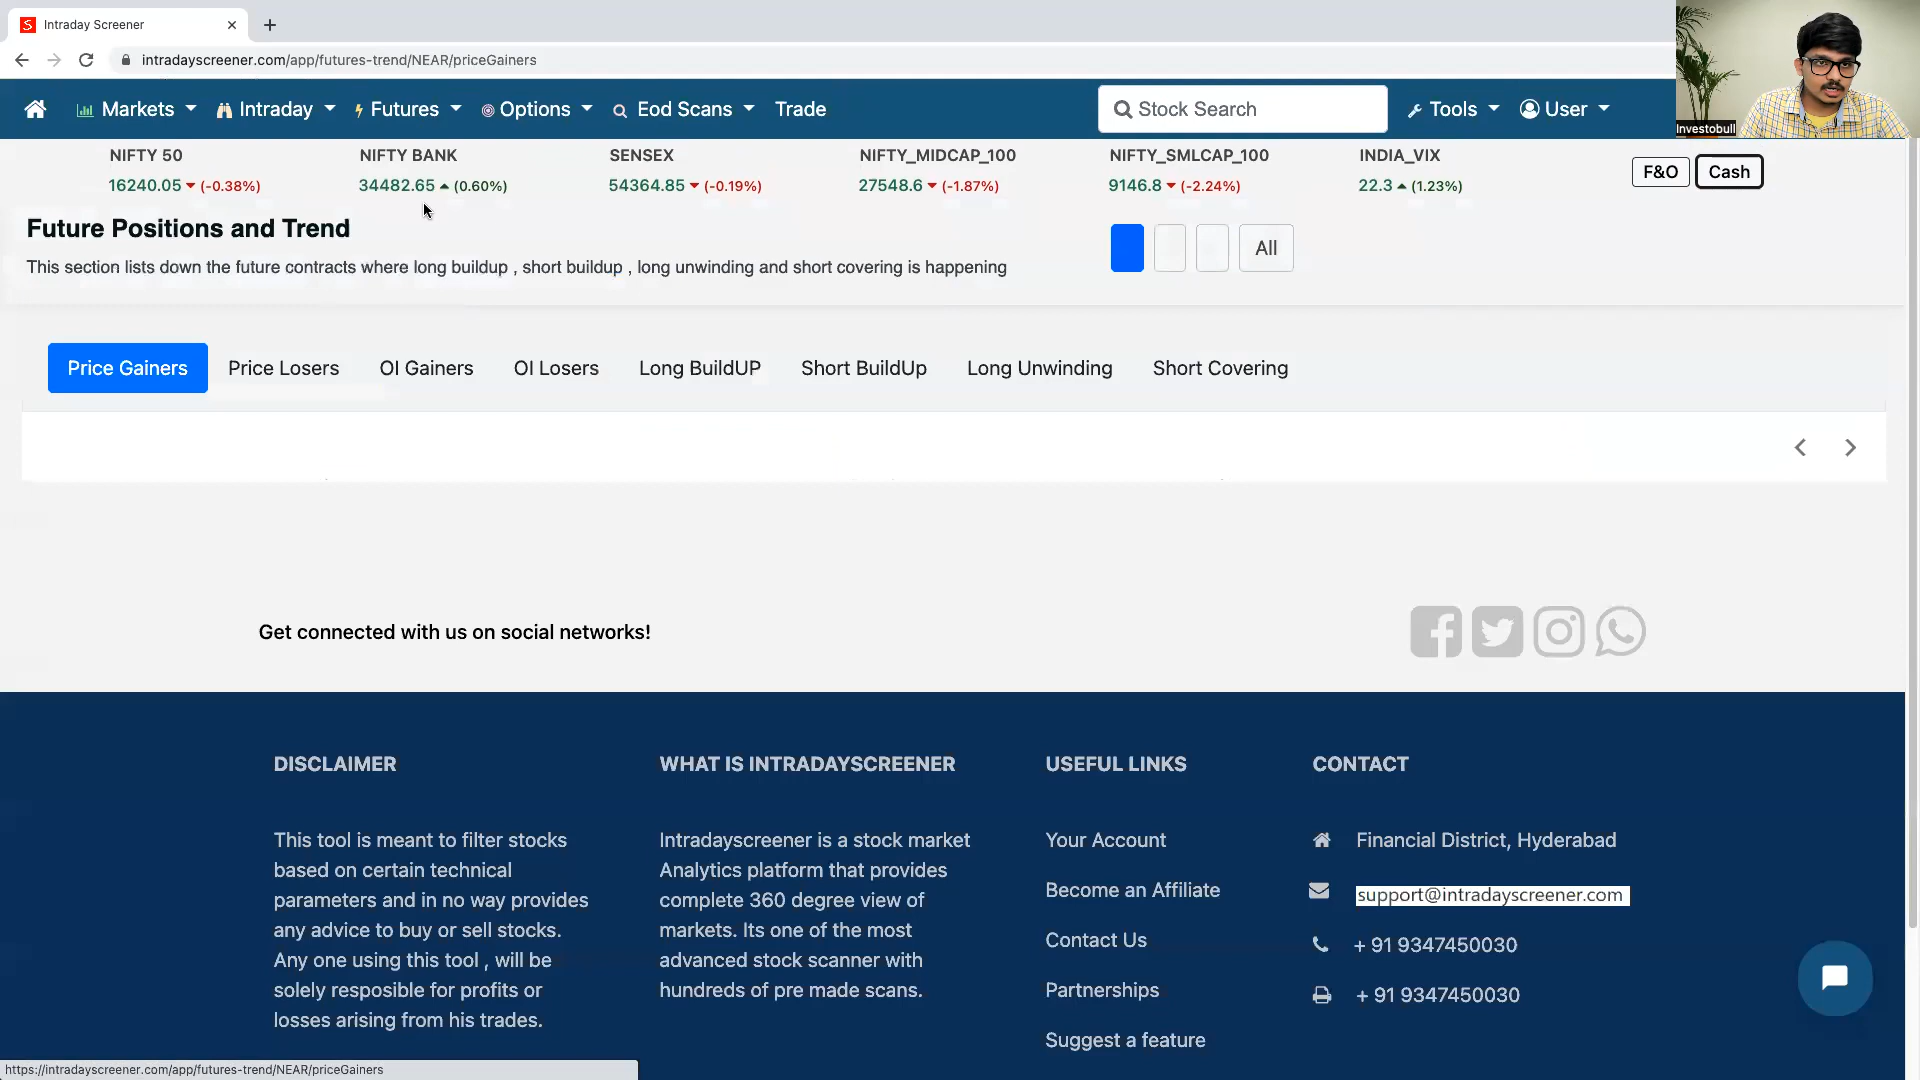 Intraday Screener
intradayscreener.com/app/futures-trend/NEAR/priceGainers
Investobull
Markets Intraday Futures Options Eod Scans Trade Stock Search Tools User
NIFTY 50 NIFTY BANK SENSEX NIFTY_MIDCAP_100 NIFTY_SMLCAP_100 INDIA_VIX
16240.05 (-0.38%) 34482.65 (0.60%) 54364.85 (-0.19%) 27548.6 (-1.87%) 9146.8 (-2.24%) 22.3 (1.23%)
F&O Cash
Future Positions and Trend
This section lists down the future contracts where long buildup , short buildup , long unwinding and short covering is happening
All
Price Gainers Price Losers OI Gainers OI Losers Long BuildUP Short BuildUp Long Unwinding Short Covering
Get connected with us on social networks!
DISCLAIMER
This tool is meant to filter stocks
based on certain technical
parameters and in no way provides
any advice to buy or sell stocks.
Any one using this tool , will be
solely resposible for profits or
losses arising from his trades.
WHAT IS INTRADAYSCREENER
Intradayscreener is a stock market
Analytics platform that provides
complete 360 degree view of
markets. Its one of the most
advanced stock scanner with
hundreds of pre made scans.
USEFUL LINKS
Your Account
Become an Affiliate
Contact Us
Partnerships
Suggest a feature
CONTACT
Financial District, Hyderabad
support@intradayscreener.com
+ 91 9347450030
+ 91 9347450030
https://intradayscreener.com/app/futures-trend/NEAR/priceGainers